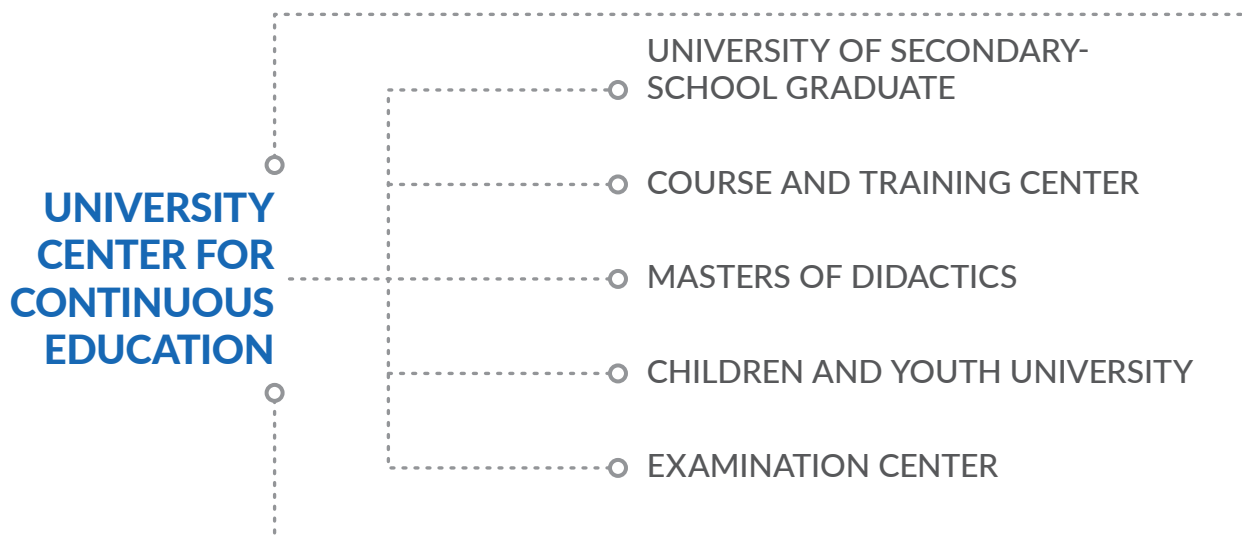 UNIVERSITY
CENTER FOR
CONTINUOUS
EDUCATION
UNIVERSITY OF SECONDARY-
SCHOOL GRADUATE
COURSE AND TRAINING CENTER
MASTERS OF DIDACTICS
CHILDREN AND YOUTH UNIVERSITY
EXAMINATION CENTER